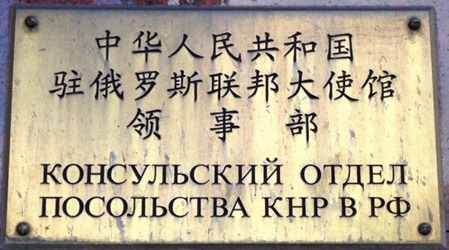 中华人民共和国
驻俄罗斯联邦大使馆
领事部
КОНСУЛЬСКИЙ ОТДЕЛ
ПОСОЛЬСТВА КНР В РФ